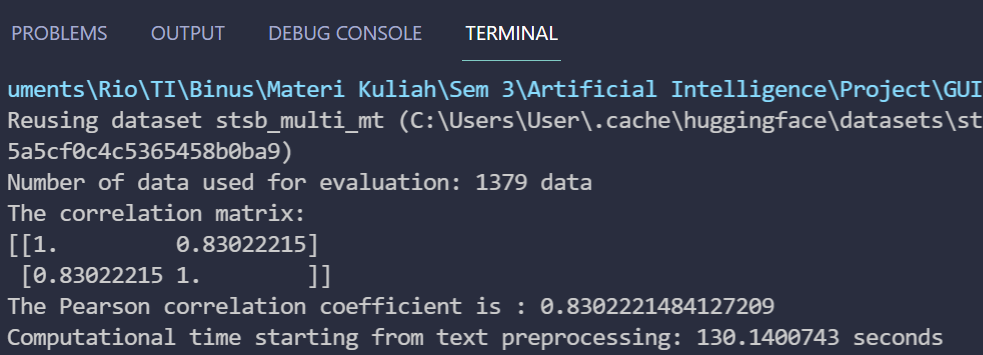 PROBLEMS OUTPUT DEBUG CONSOLE TERMINAL
uments\Rio\TI\Binus\Materi Kuliah\Sem 3\Artificial Intelligence\Project\GUI
Reusing dataset stsb_multi_mt (C:\Users\User\.cache\huggingface\datasets\st
5a5cf0c4c5365458b0ba9)
Number of data used for evaluation: 1379 data
The correlation matrix:
[[1.         0.83022215]
 [0.83022215 1.        ]]
The Pearson correlation coefficient is : 0.8302221484127209
Computational time starting from text preprocessing: 130.1400743 seconds